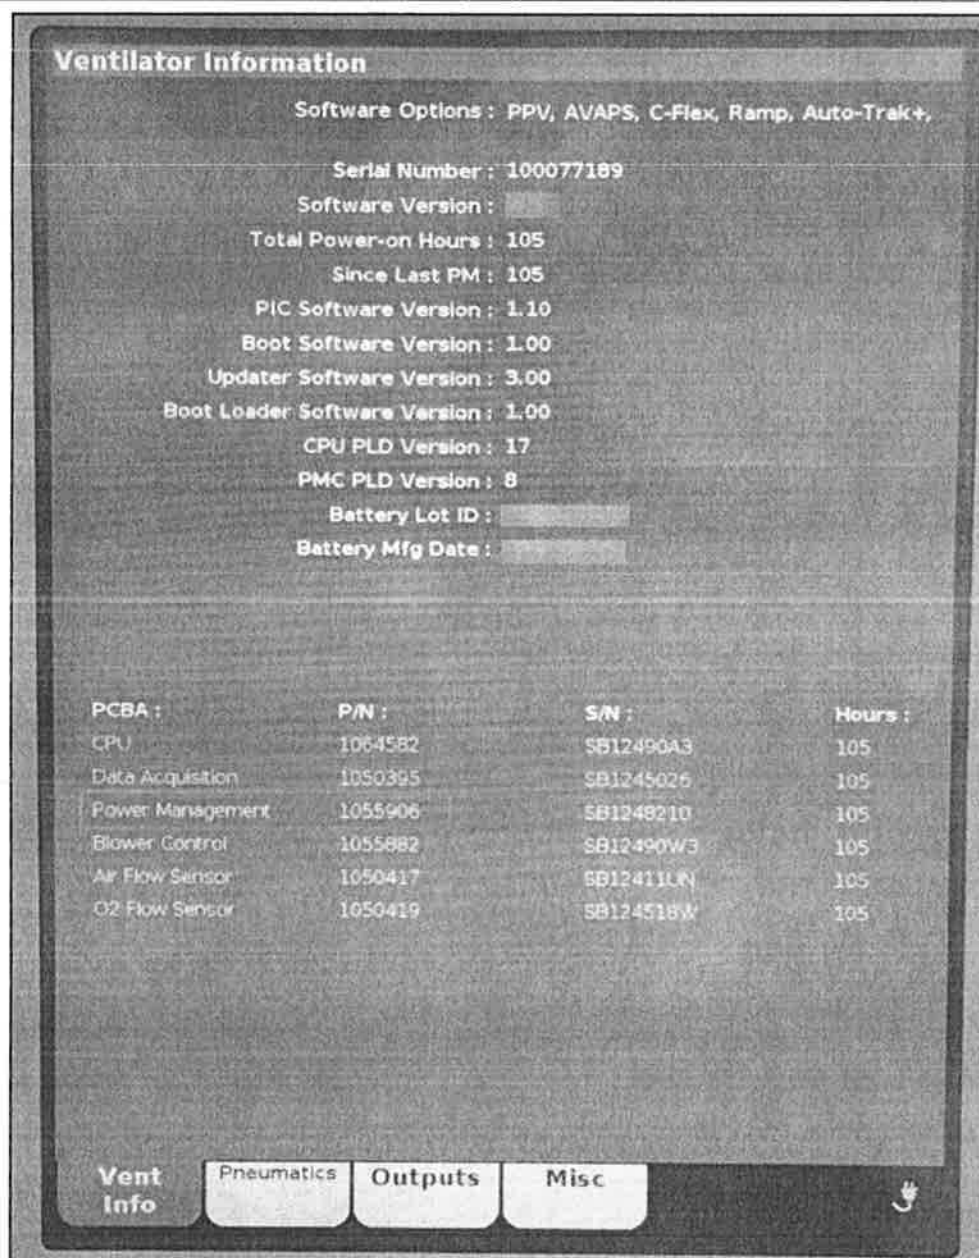 Ventilator Information
Software Options : PPV, AVAPS, C-Flex, Ramp, Auto-Trak+,
Serial Number : 100077189
Software Version :
Total Power-on Hours : 105
Since Last PM : 105
PIC Software Version : 1.10
Boot Software Version : 1.00
Updater Software Version : 3.00
Boot Loader Software Version : 1.00
CPU PLD Version : 17
PMC PLD Version : 8
Battery Lot ID :
Battery Mfg Date :
PCBA : P/N : S/N : Hours :
CPU 1064582 SB12490A3 105
Data Acquisition 1050395 SB1245026 105
Power Management 1055906 SB1248210 105
Blower Control 1055882 SB12490W3 105
Air Flow Sensor 1050417 SB12411UN 105
O2 Flow Sensor 1050419 SB124518W 105
Vent Info
Pneumatics
Outputs
Misc